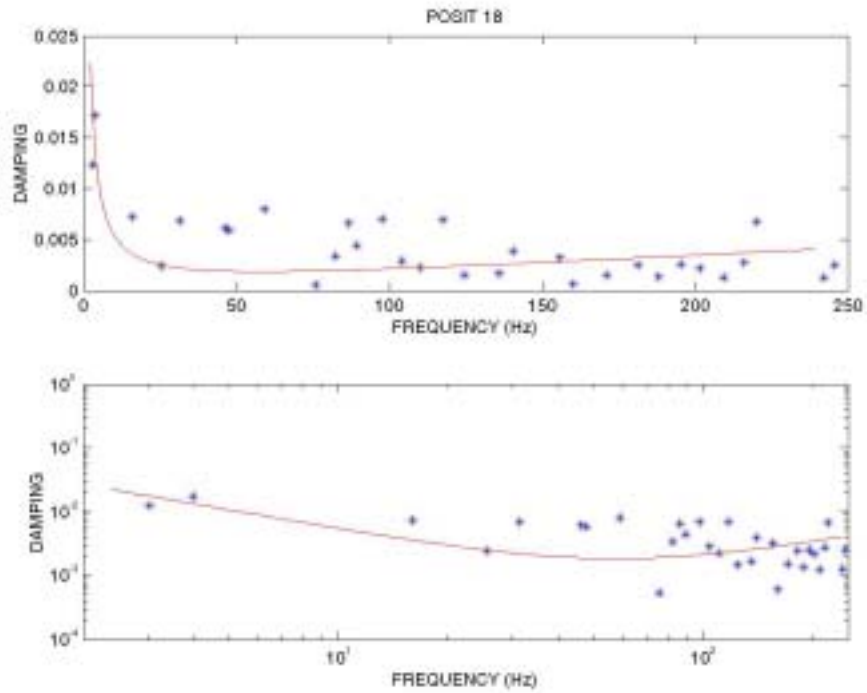 POSIT 18
0.025
0.02
0.015
0.01
0.005
0
DAMPING
0 50 100 150 200 250
FREQUENCY (Hz)
10⁰
10⁻¹
10⁻²
10⁻³
10⁻⁴
DAMPING
10¹ 10²
FREQUENCY (Hz)